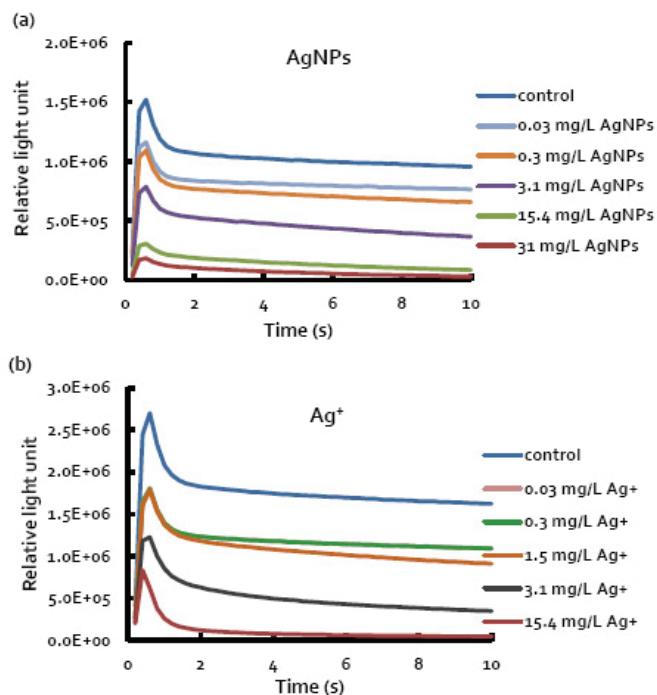 (a)
AgNPs
Relative light unit
2.0E+06
1.5E+06
1.0E+06
5.0E+05
0.0E+00
0 2 4 6 8 10
Time (s)
control
0.03 mg/L AgNPs
0.3 mg/L AgNPs
3.1 mg/L AgNPs
15.4 mg/L AgNPs
31 mg/L AgNPs
(b)
Ag⁺
Relative light unit
3.0E+06
2.5E+06
2.0E+06
1.5E+06
1.0E+06
5.0E+05
0.0E+00
0 2 4 6 8 10
Time (s)
control
0.03 mg/L Ag+
0.3 mg/L Ag+
1.5 mg/L Ag+
3.1 mg/L Ag+
15.4 mg/L Ag+